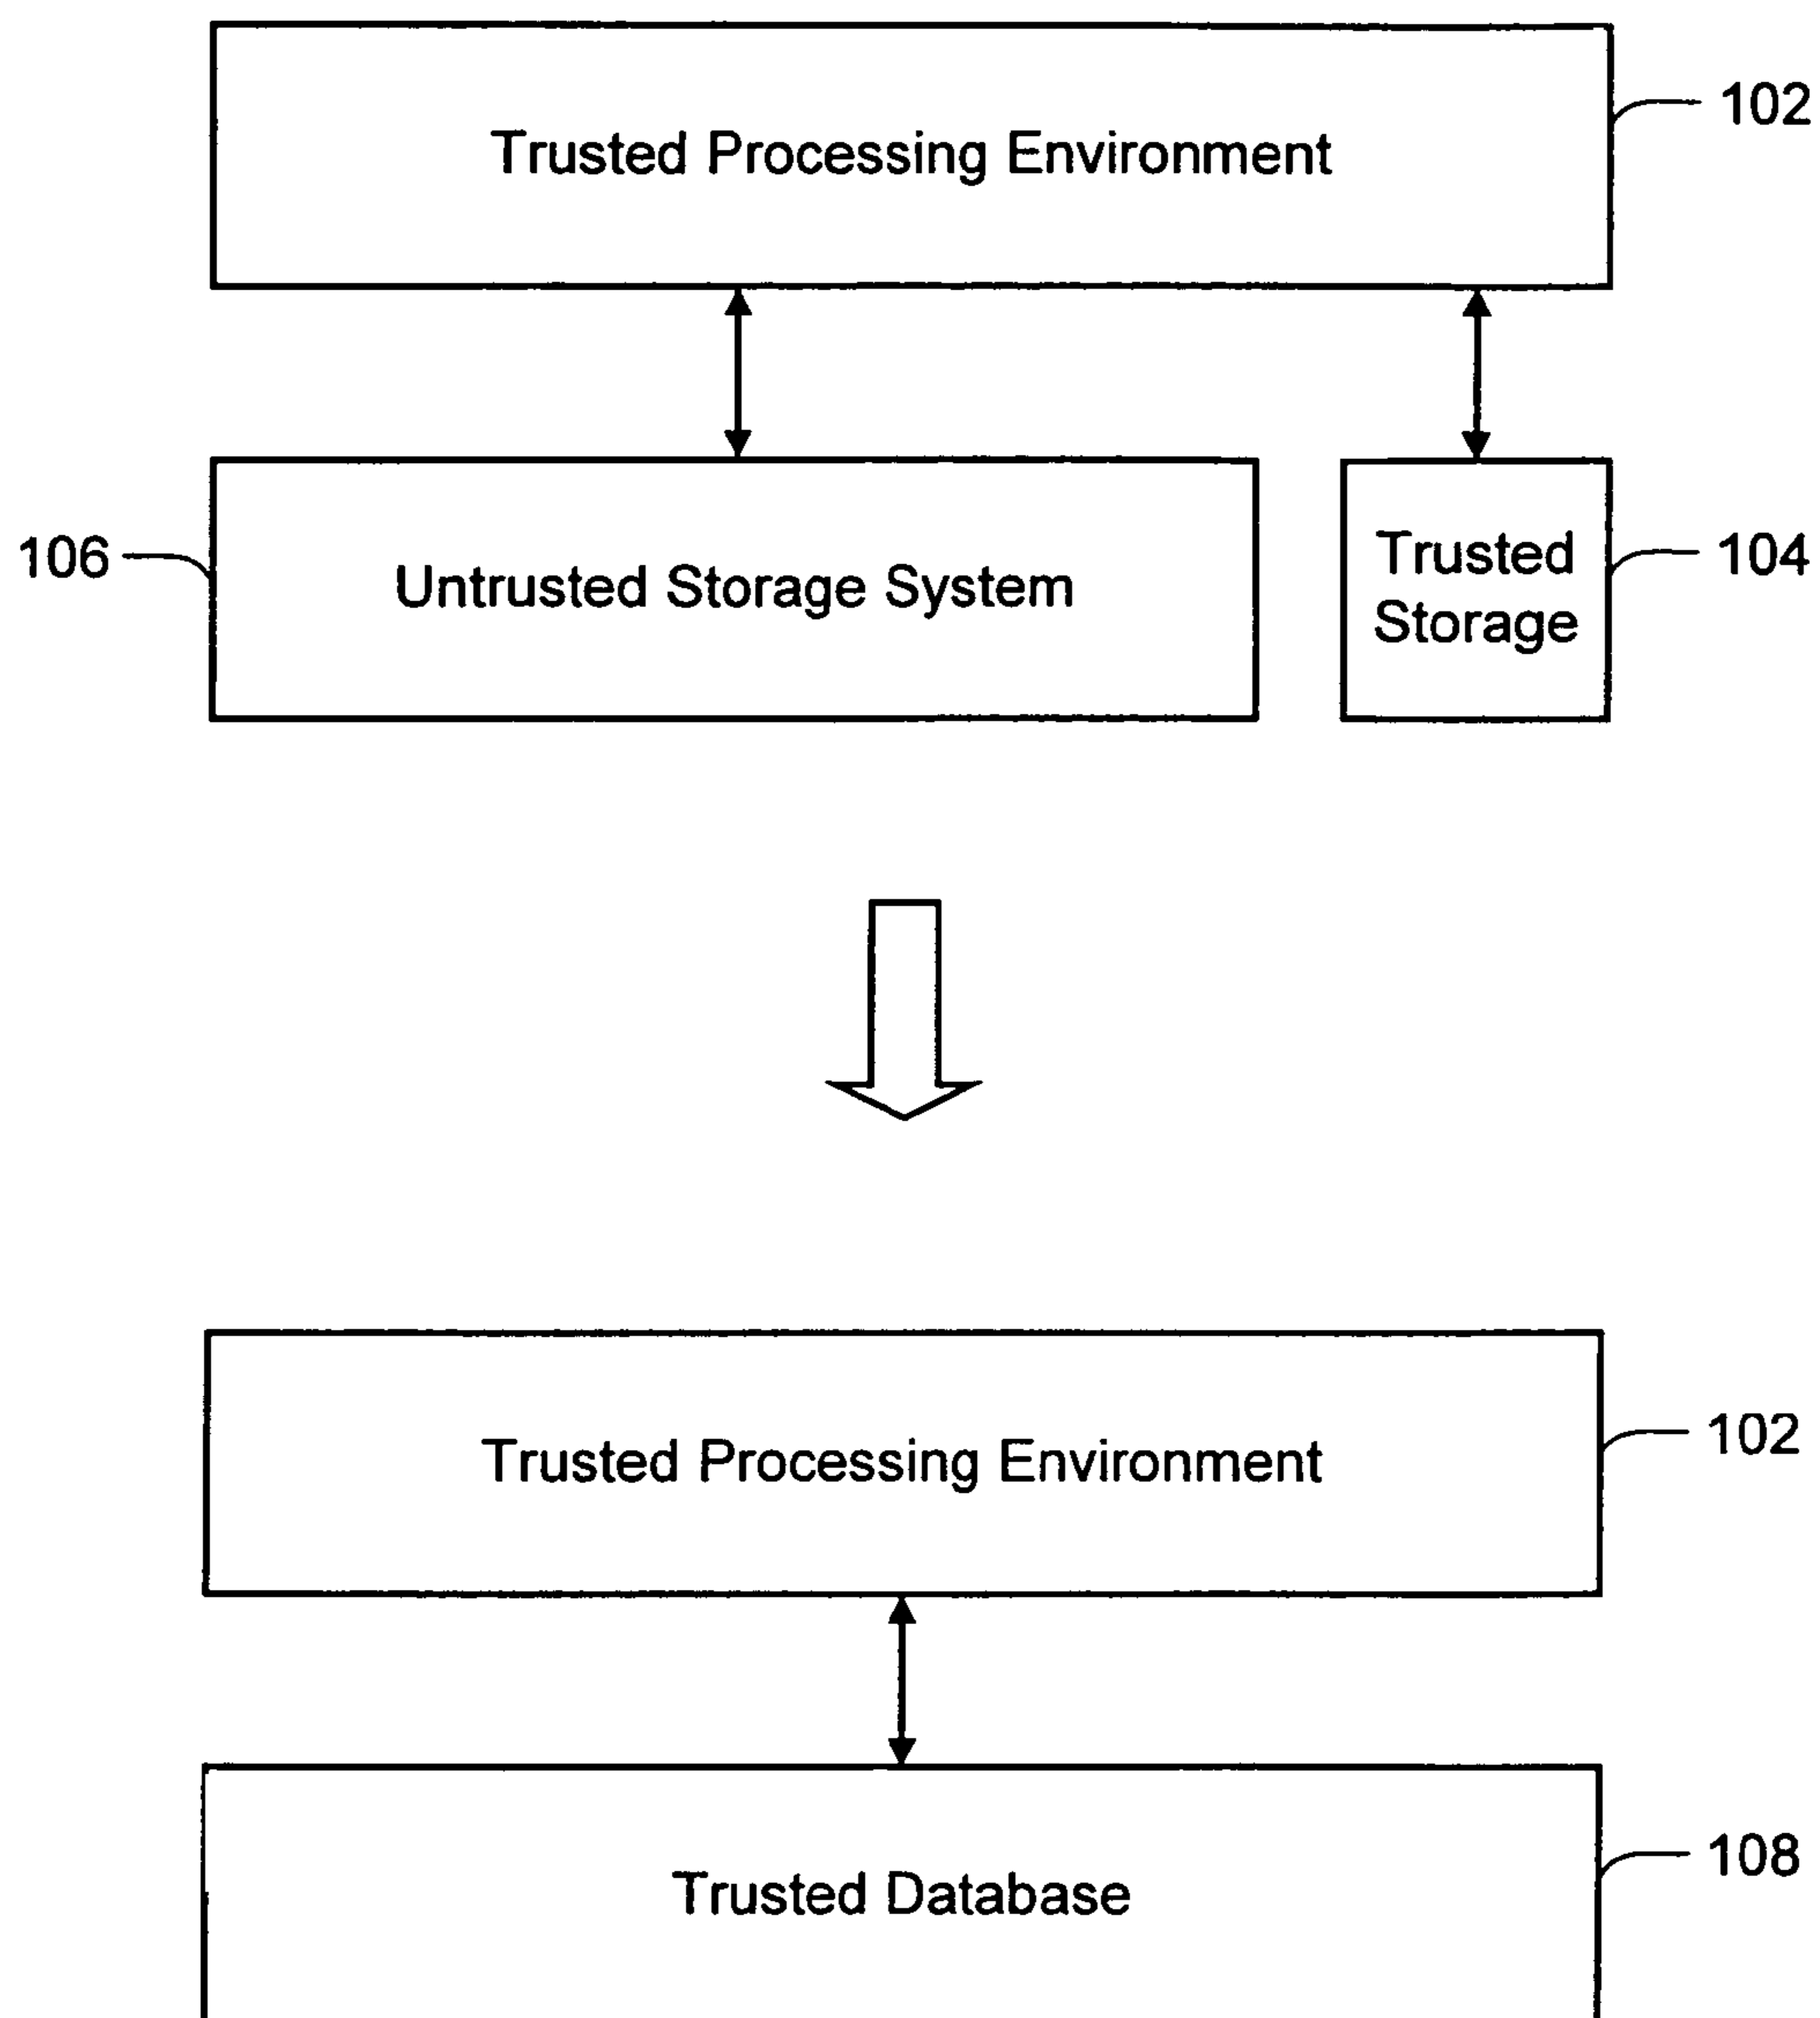 Trusted Processing Environment
102
106
Untrusted Storage System
Trusted
Storage
104
Trusted Processing Environment
102
Trusted Database
108